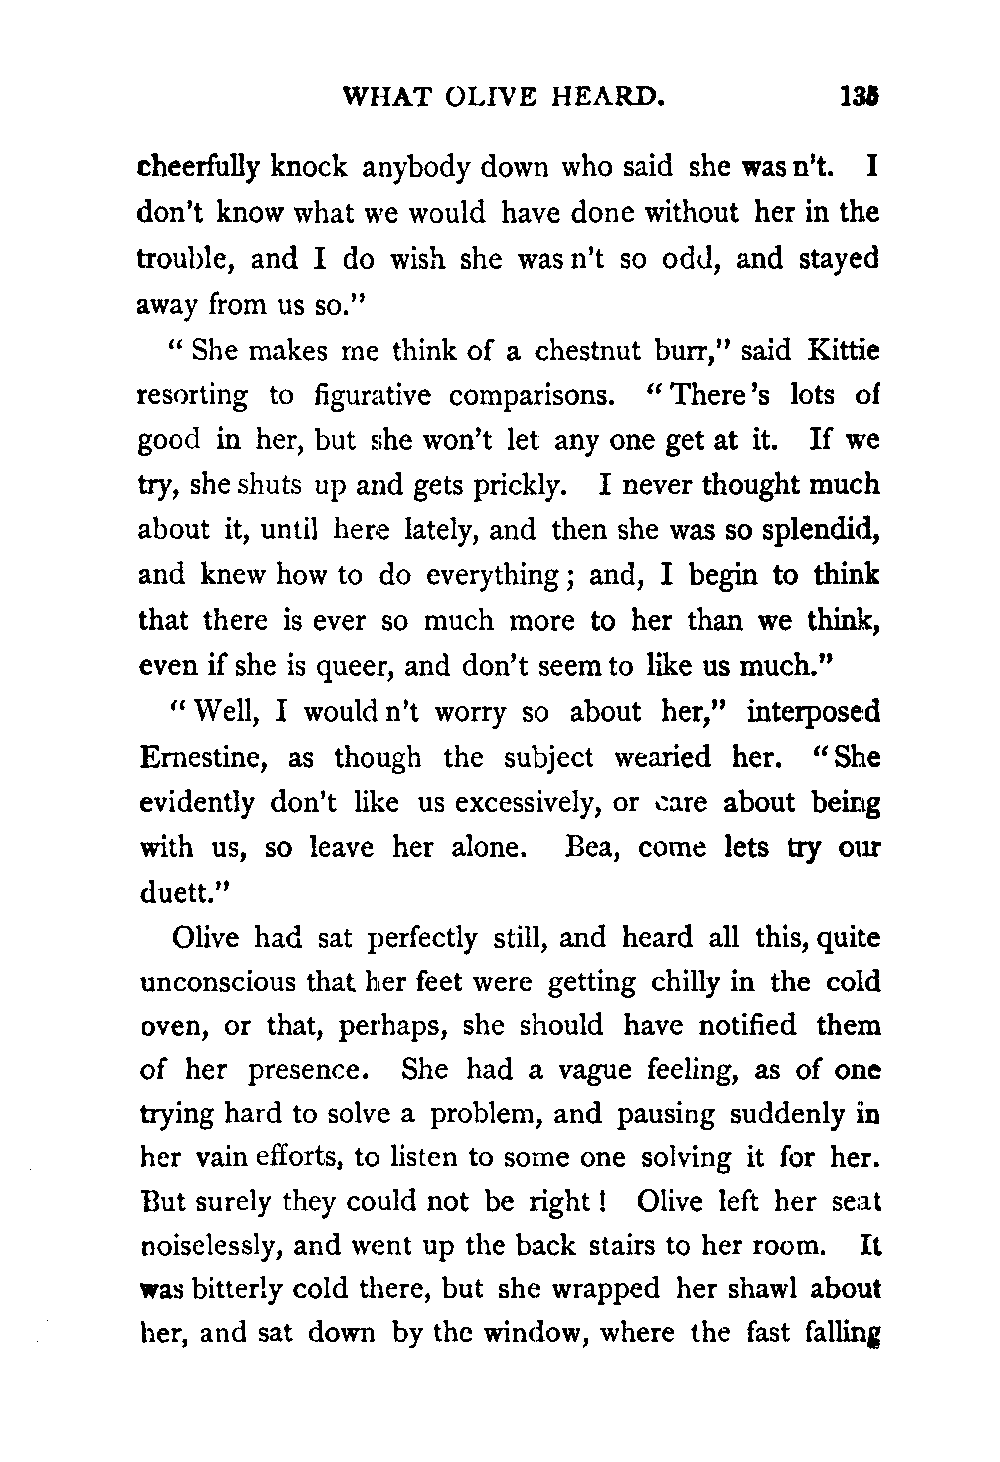 WHAT OLIVE HEARD. 135
cheerfully knock anybody down who said she was n't. I
don't know what we would have done without her in the
trouble, and I do wish she was n't so odd, and stayed
away from us so."
" She makes me think of a chestnut burr," said Kittie
resorting to figurative comparisons. " There 's lots of
good in her, but she won't let any one get at it. If we
try, she shuts up and gets prickly. I never thought much
about it, until here lately, and then she was so splendid,
and knew how to do everything ; and, I begin to think
that there is ever so much more to her than we think,
even if she is queer, and don't seem to like us much."
" Well, I would n't worry so about her," interposed
Ernestine, as though the subject wearied her. " She
evidently don't like us excessively, or care about being
with us, so leave her alone. Bea, come lets try our
duett."
Olive had sat perfectly still, and heard all this, quite
unconscious that her feet were getting chilly in the cold
oven, or that, perhaps, she should have notified them
of her presence. She had a vague feeling, as of one
trying hard to solve a problem, and pausing suddenly in
her vain efforts, to listen to some one solving it for her.
But surely they could not be right ! Olive left her seat
noiselessly, and went up the back stairs to her room. It
was bitterly cold there, but she wrapped her shawl about
her, and sat down by the window, where the fast falling